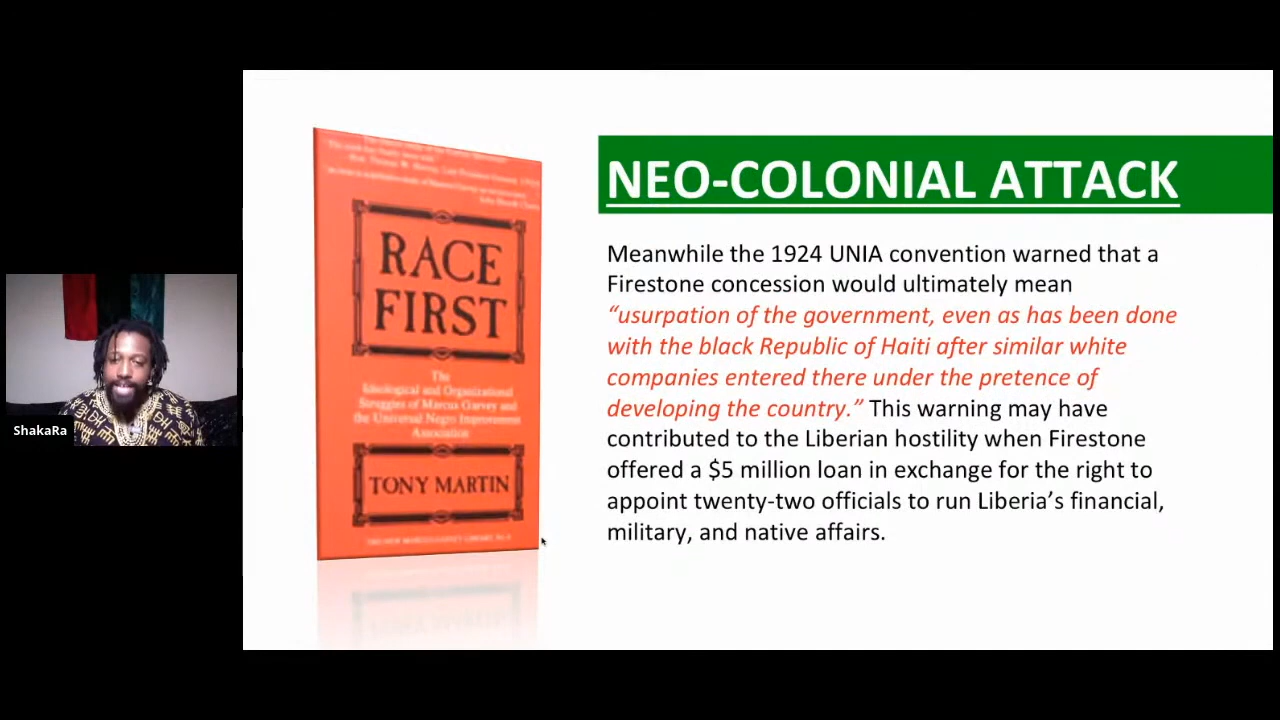 ShakaRa
RACE
FIRST
The
Ideological and Organizational
Struggles of Marcus Garvey and
the Universal Negro Improvement
Association
TONY MARTIN
NEO-COLONIAL ATTACK
Meanwhile the 1924 UNIA convention warned that a
Firestone concession would ultimately mean
“usurpation of the government, even as has been done
with the black Republic of Haiti after similar white
companies entered there under the pretence of
developing the country.” This warning may have
contributed to the Liberian hostility when Firestone
offered a $5 million loan in exchange for the right to
appoint twenty-two officials to run Liberia’s financial,
military, and native affairs.